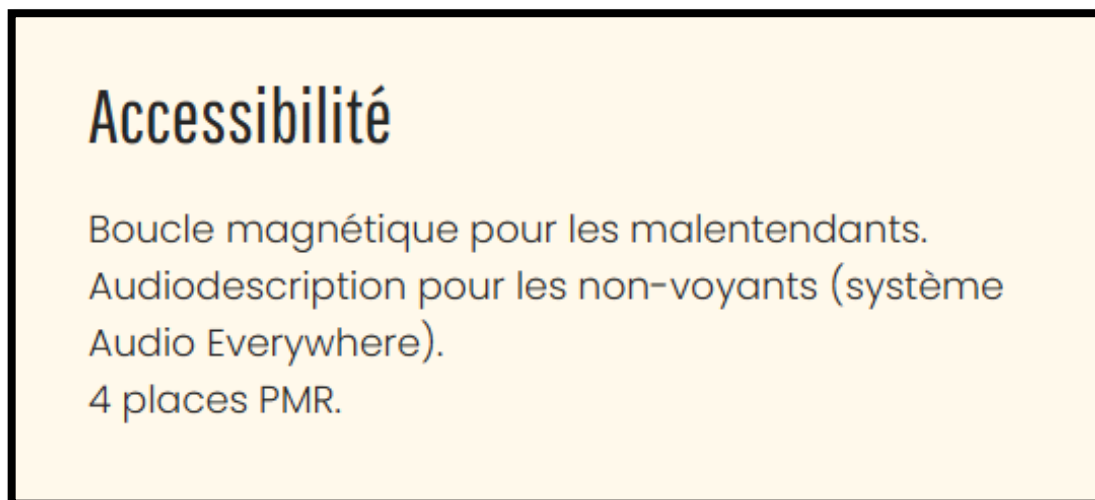 Accessibilité
Boucle magnétique pour les malentendants.
Audiodescription pour les non-voyants (système
Audio Everywhere).
4 places PMR.